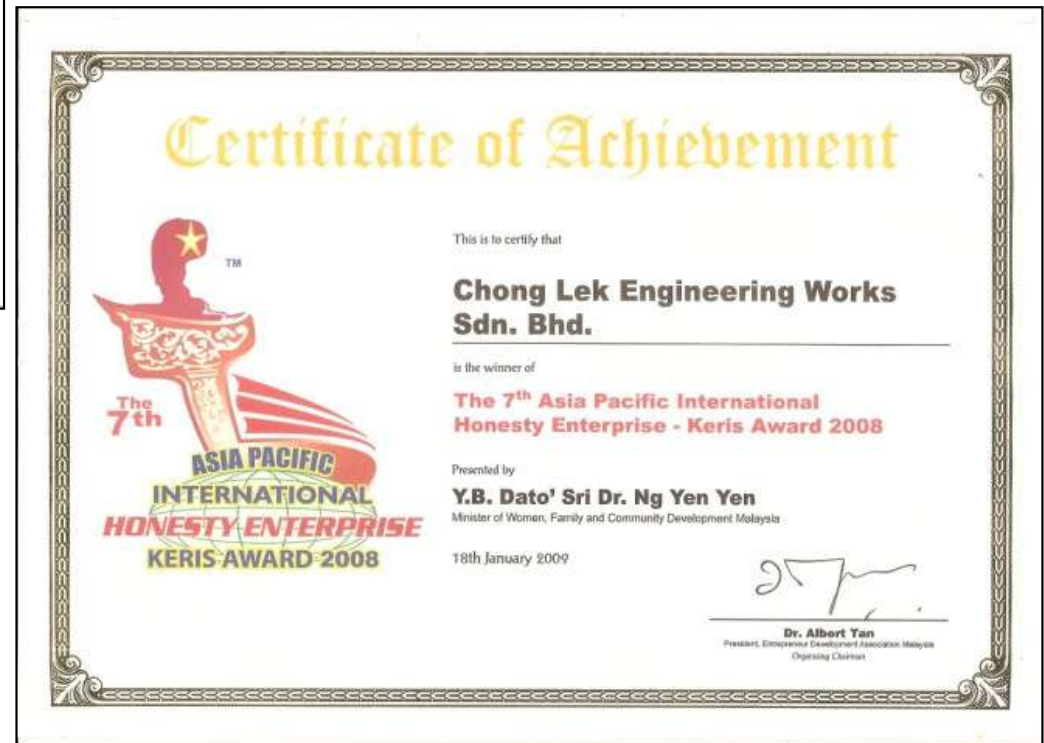 Certificate of Achievement
TM
The
7th
ASIA PACIFIC
INTERNATIONAL
HONESTY ENTERPRISE
KERIS AWARD 2008
This is to certify that
Chong Lek Engineering Works
Sdn. Bhd.
is the winner of
The 7th Asia Pacific International
Honesty Enterprise - Keris Award 2008
Presented by
Y.B. Dato' Sri Dr. Ng Yen Yen
Minister of Women, Family and Community Development Malaysia
18th January 2009
Dr. Albert Tan
President, Entrepreneur Development Association Malaysia
Organising Chairman